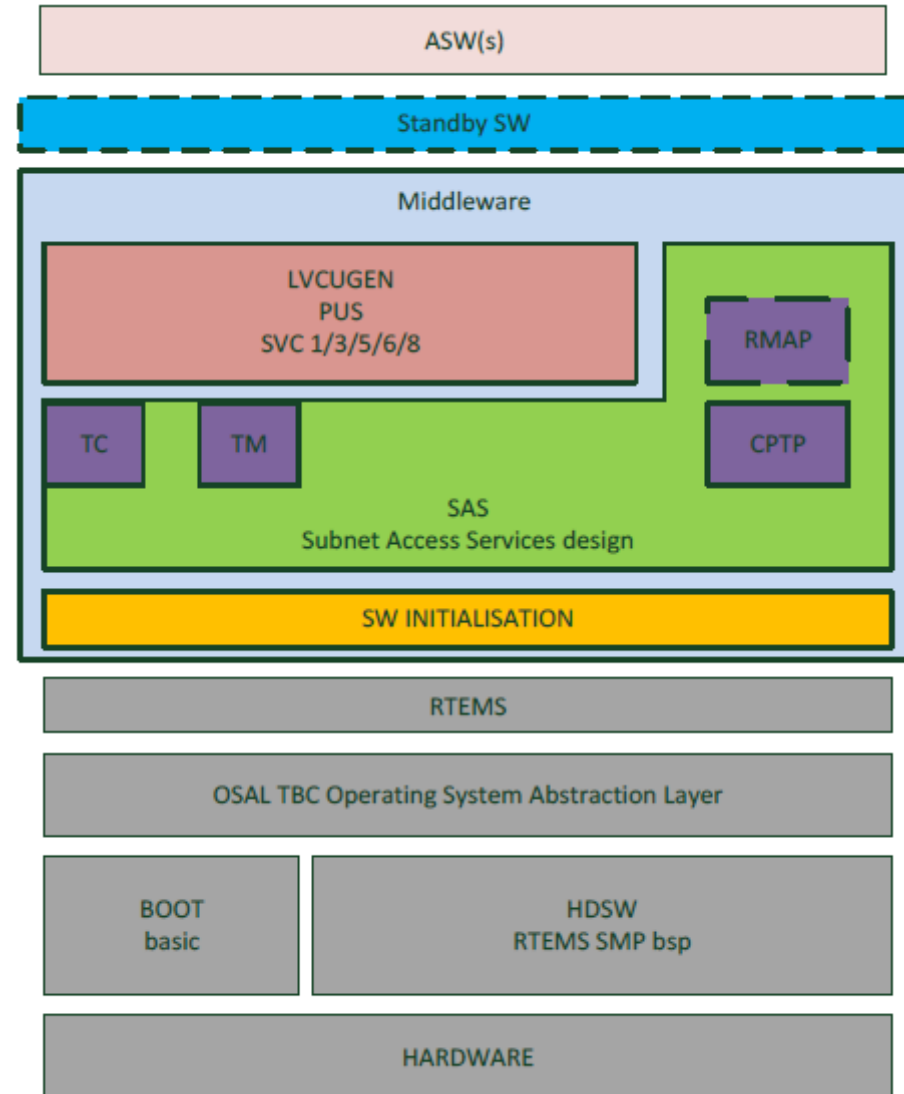 ASW(s)
Standby SW
Middleware
LVCUGEN
PUS
SVC 1/3/5/6/8
RMAP
TC
TM
CPTP
SAS
Subnet Access Services design
SW INITIALISATION
RTEMS
OSAL TBC Operating System Abstraction Layer
BOOT
basic
HDSW
RTEMS SMP bsp
HARDWARE